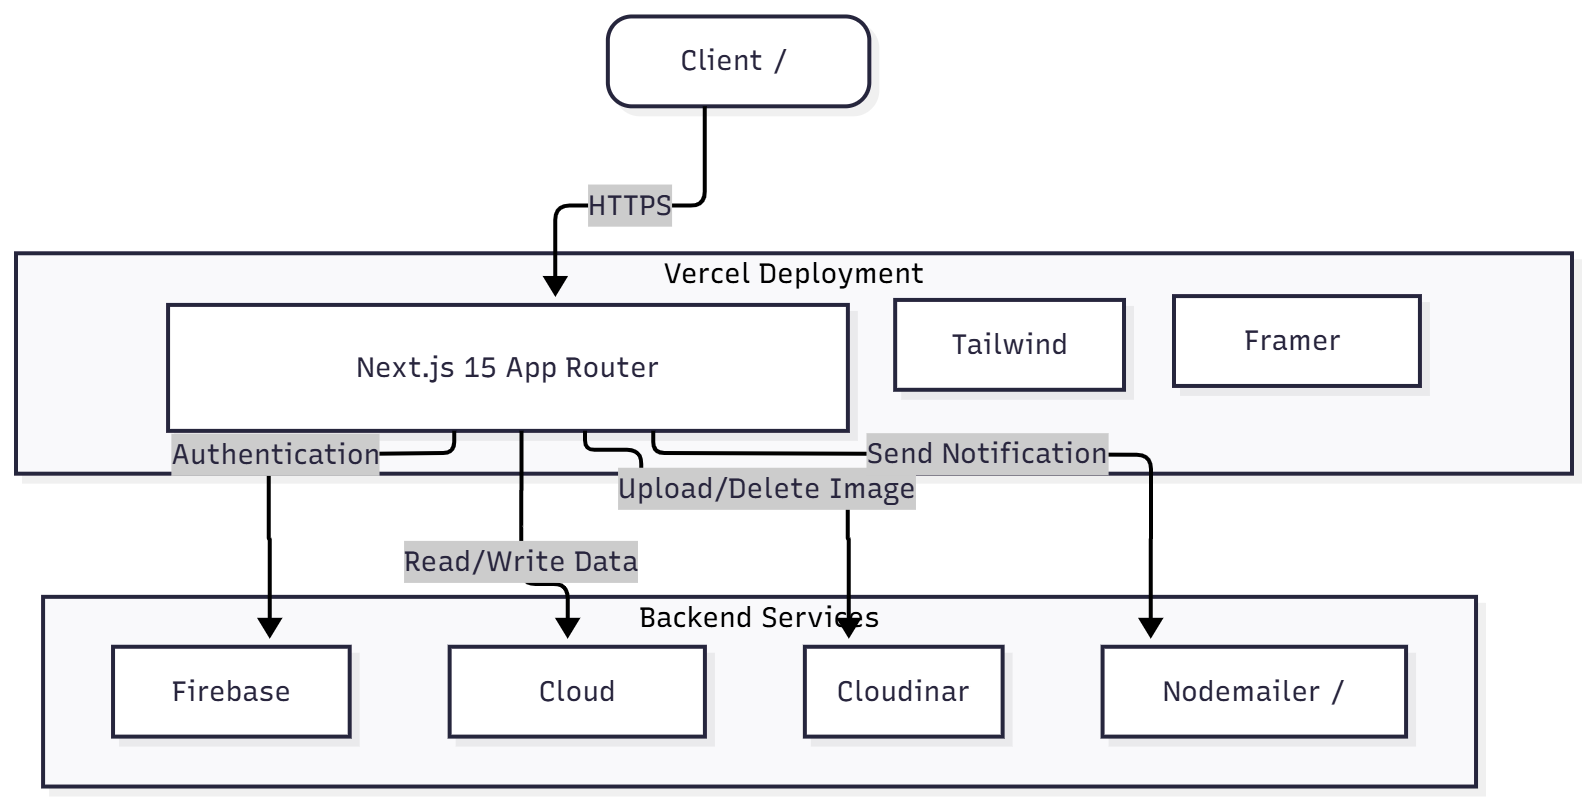 Client /
HTTPS
Vercel Deployment
Next.js 15 App Router
Tailwind
Framer
Authentication
Send Notification
Upload/Delete Image
Read/Write Data
Backend Services
Firebase
Cloud
Cloudinar
Nodemailer /